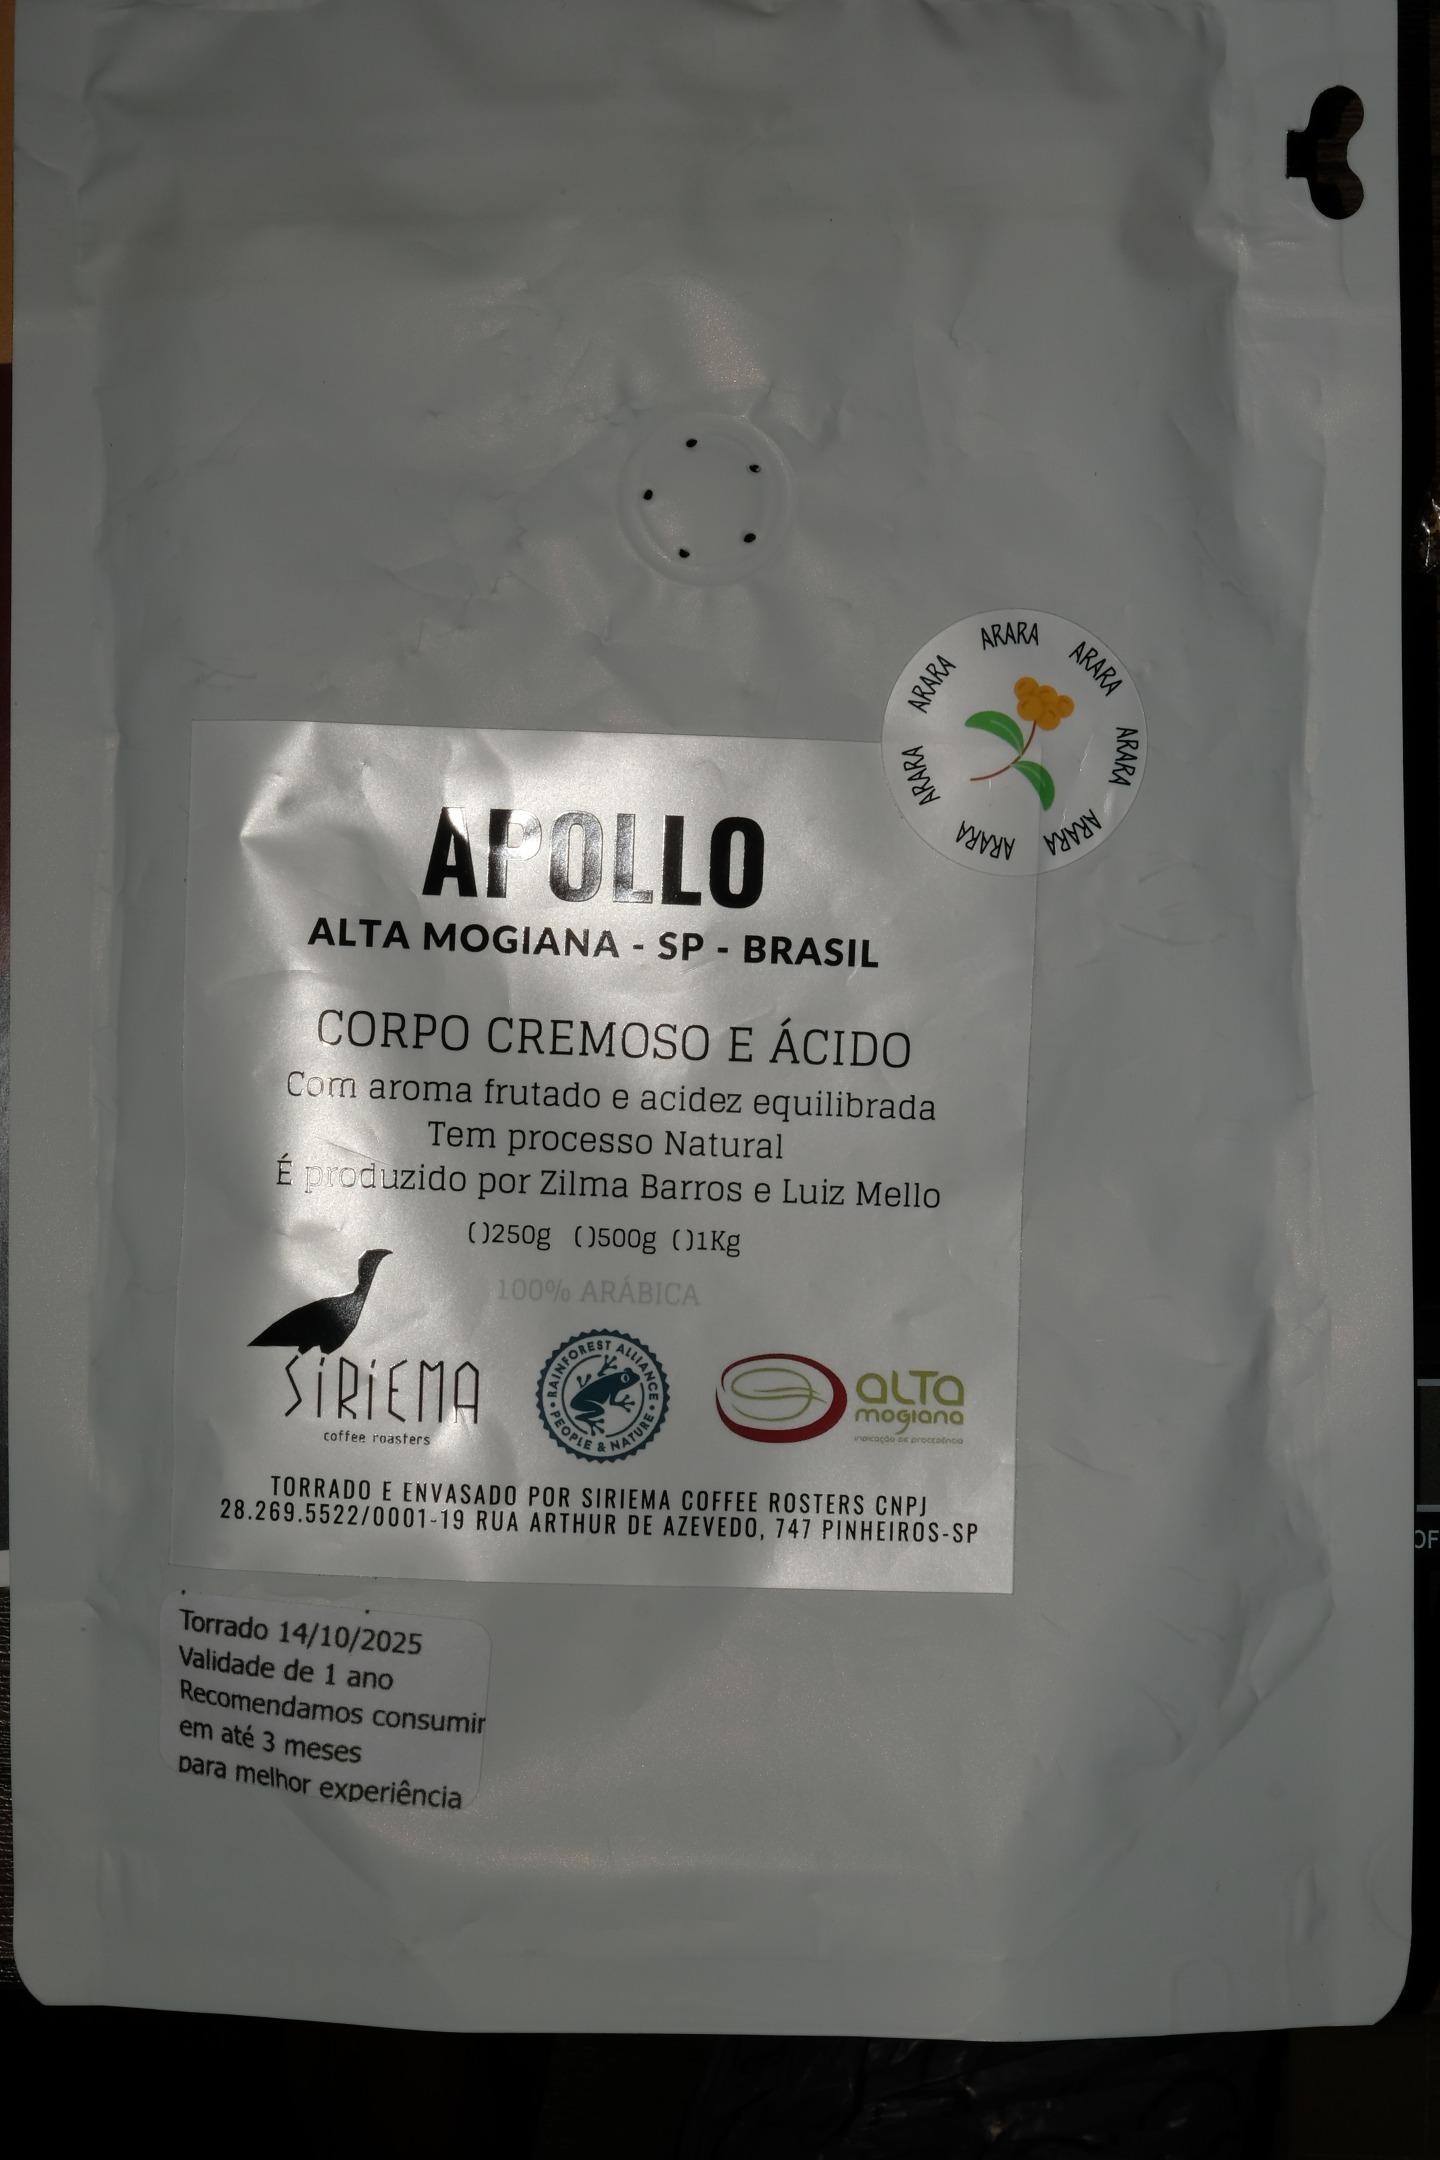 ARARA ARARA ARARA ARARA ARARA ARARA ARARA ARARA
APOLLO
ALTA MOGIANA - SP - BRASIL
CORPO CREMOSO E ÁCIDO
Com aroma frutado e acidez equilibrada
Tem processo Natural
É produzido por Zilma Barros e Luiz Mello
()250g ()500g ()1Kg
100% ARÁBICA
SIRIEMA
coffee roasters
RAINFOREST ALLIANCE
PEOPLE & NATURE
ALTa
mogiana
indicação de procedência
TORRADO E ENVASADO POR SIRIEMA COFFEE ROSTERS CNPJ
28.269.5522/0001-19 RUA ARTHUR DE AZEVEDO, 747 PINHEIROS-SP
Torrado 14/10/2025
Validade de 1 ano
Recomendamos consumir
em até 3 meses
para melhor experiência